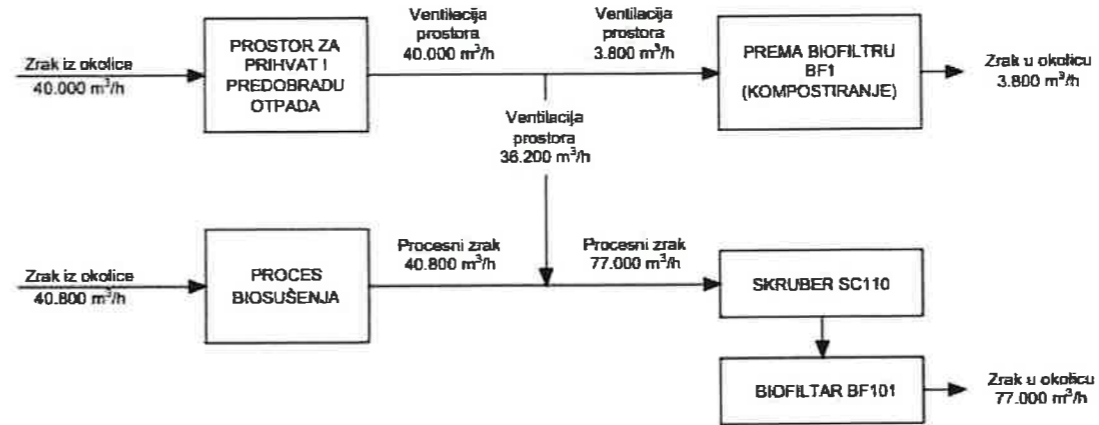 Zrak iz okolice
40.000 m³/h
PROSTOR ZA
PRIHVAT I
PREDOBRADU
OTPADA
Ventilacija
prostora
40.000 m³/h
Ventilacija
prostora
3.800 m³/h
PREMA BIOFILTRU
BF1
(KOMPOSTIRANJE)
Zrak u okolicu
3.800 m³/h
Ventilacija
prostora
36.200 m³/h
Zrak iz okolice
40.800 m³/h
PROCES
BIOSUŠENJA
Procesni zrak
40.800 m³/h
Procesni zrak
77.000 m³/h
SKRUBER SC110
BIOFILTAR BF101
Zrak u okolicu
77.000 m³/h